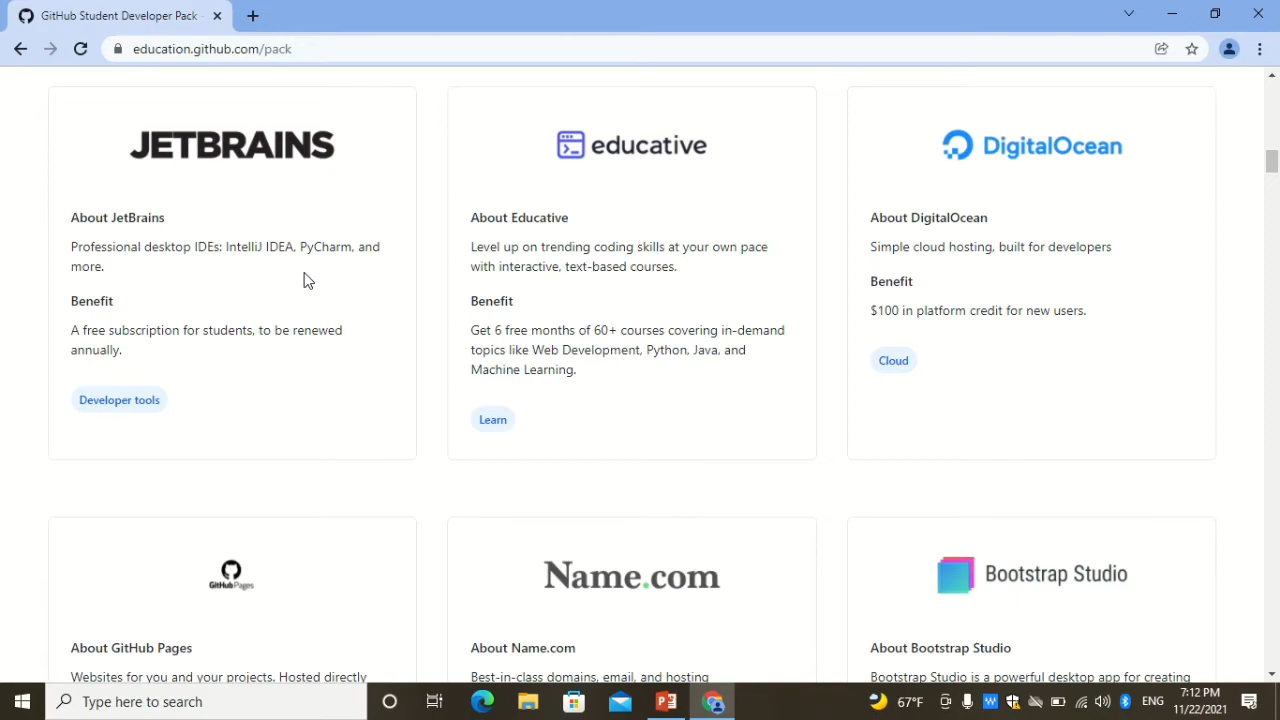 GitHub Student Developer Pack
education.github.com/pack
JETBRAINS
About JetBrains
Professional desktop IDEs: IntelliJ IDEA, PyCharm, and
more.
Benefit
A free subscription for students, to be renewed
annually.
Developer tools
educative
About Educative
Level up on trending coding skills at your own pace
with interactive, text-based courses.
Benefit
Get 6 free months of 60+ courses covering in-demand
topics like Web Development, Python, Java, and
Machine Learning.
Learn
DigitalOcean
About DigitalOcean
Simple cloud hosting, built for developers
Benefit
$100 in platform credit for new users.
Cloud
GitHub Pages
About GitHub Pages
Websites for you and your projects. Hosted directly
Name.com
About Name.com
Best-in-class domains, email, and hosting
Bootstrap Studio
About Bootstrap Studio
Bootstrap Studio is a powerful desktop app for creating
Type here to search
67°F
ENG
7:12 PM
11/22/2021